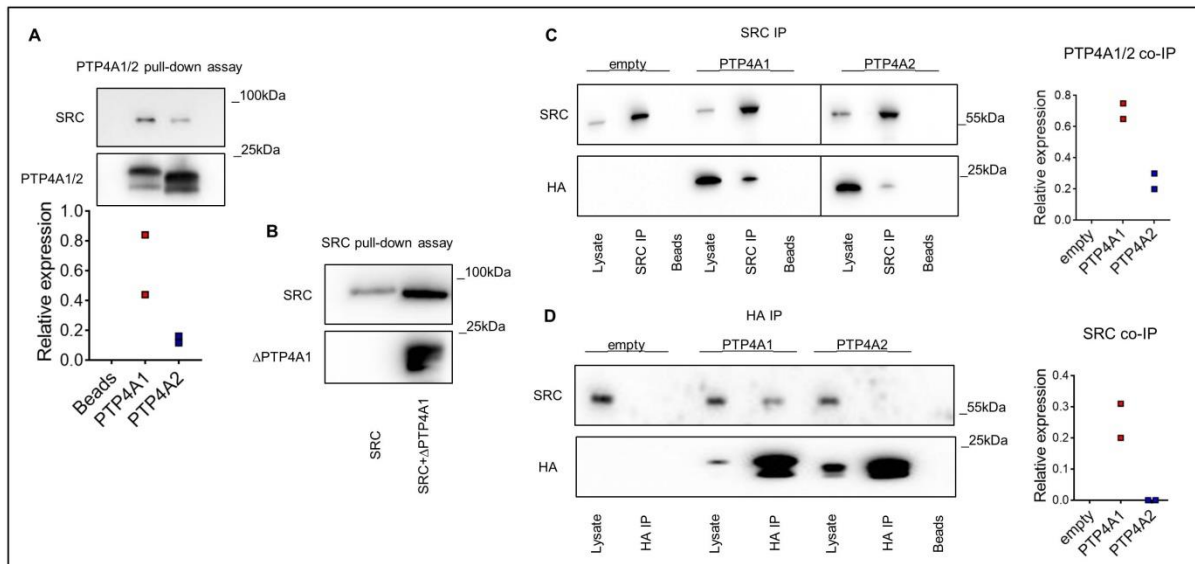 A
PTP4A1/2 pull-down assay
_100kDa
SRC
_25kDa
PTP4A1/2
Relative expression
1.0
0.8
0.6
0.4
0.2
0.0
Beads
PTP4A1
PTP4A2
B
SRC pull-down assay
_100kDa
SRC
_25kDa
ΔPTP4A1
SRC
SRC+ΔPTP4A1
C
SRC IP
empty
PTP4A1
PTP4A2
SRC
_55kDa
_25kDa
HA
Lysate
SRC IP
Beads
Lysate
SRC IP
Beads
Lysate
SRC IP
Beads
PTP4A1/2 co-IP
Relative expression
0.8
0.6
0.4
0.2
0.0
empty
PTP4A1
PTP4A2
D
HA IP
empty
PTP4A1
PTP4A2
SRC
_55kDa
_25kDa
HA
Lysate
HA IP
Lysate
HA IP
Lysate
HA IP
Beads
SRC co-IP
Relative expression
0.4
0.3
0.2
0.1
0.0
empty
PTP4A1
PTP4A2